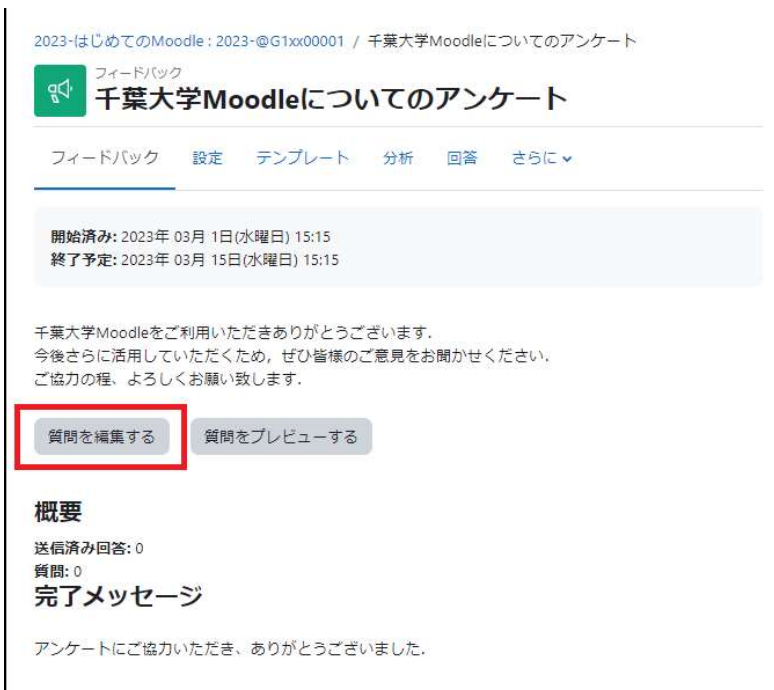 2023-はじめてのMoodle : 2023-@G1xx00001 / 千葉大学Moodleについてのアンケート
フィードバック
千葉大学Moodleについてのアンケート
フィードバック 設定 テンプレート 分析 回答 さらに
開始済み: 2023年 03月 1日(水曜日) 15:15
終了予定: 2023年 03月 15日(水曜日) 15:15
千葉大学Moodleをご利用いただきありがとうございます.
今後さらに活用していただくため，ぜひ皆様のご意見をお聞かせください.
ご協力の程、よろしくお願い致します.
質問を編集する 質問をプレビューする
概要
送信済み回答: 0
質問: 0
完了メッセージ
アンケートにご協力いただき、ありがとうございました.